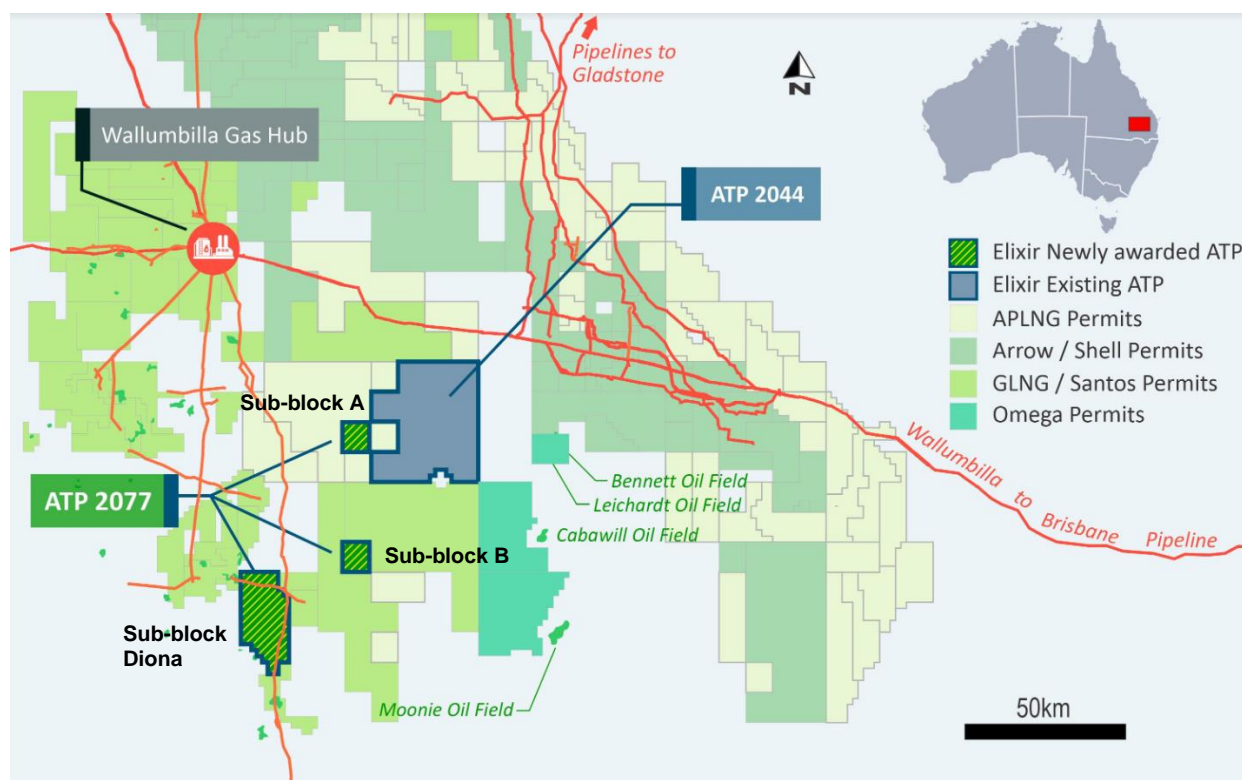 Pipelines to
Gladstone
N
Wallumbilla Gas Hub
ATP 2044
Elixir Newly awarded ATP
Elixir Existing ATP
APLNG Permits
Arrow / Shell Permits
GLNG / Santos Permits
Omega Permits
Sub-block A
Bennett Oil Field
Leichardt Oil Field
Cabawill Oil Field
Wallumbilla to Brisbane Pipeline
ATP 2077
Sub-block B
Sub-block
Diona
Moonie Oil Field
50km